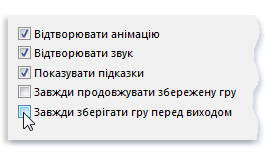 Відтворювати анімацію
Відтворювати звук
Показувати підказки
Завжди продовжувати збережену гру
Завжди зберігати гру перед виходом